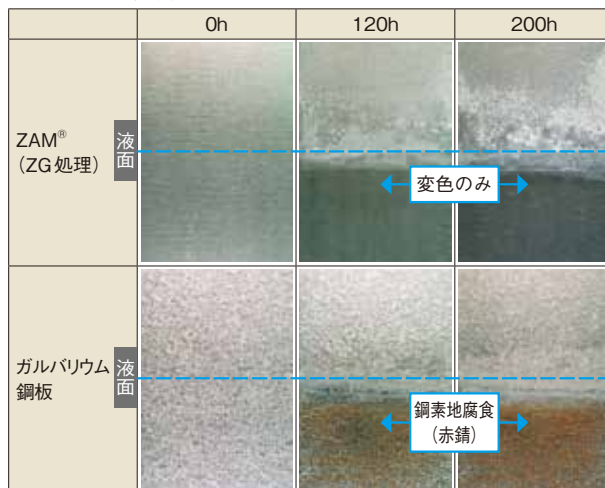 0h 120h 200h
ZAM®
(ZG処理)
液面
変色のみ
ガルバリウム
鋼板
液面
鋼素地腐食
(赤錆)